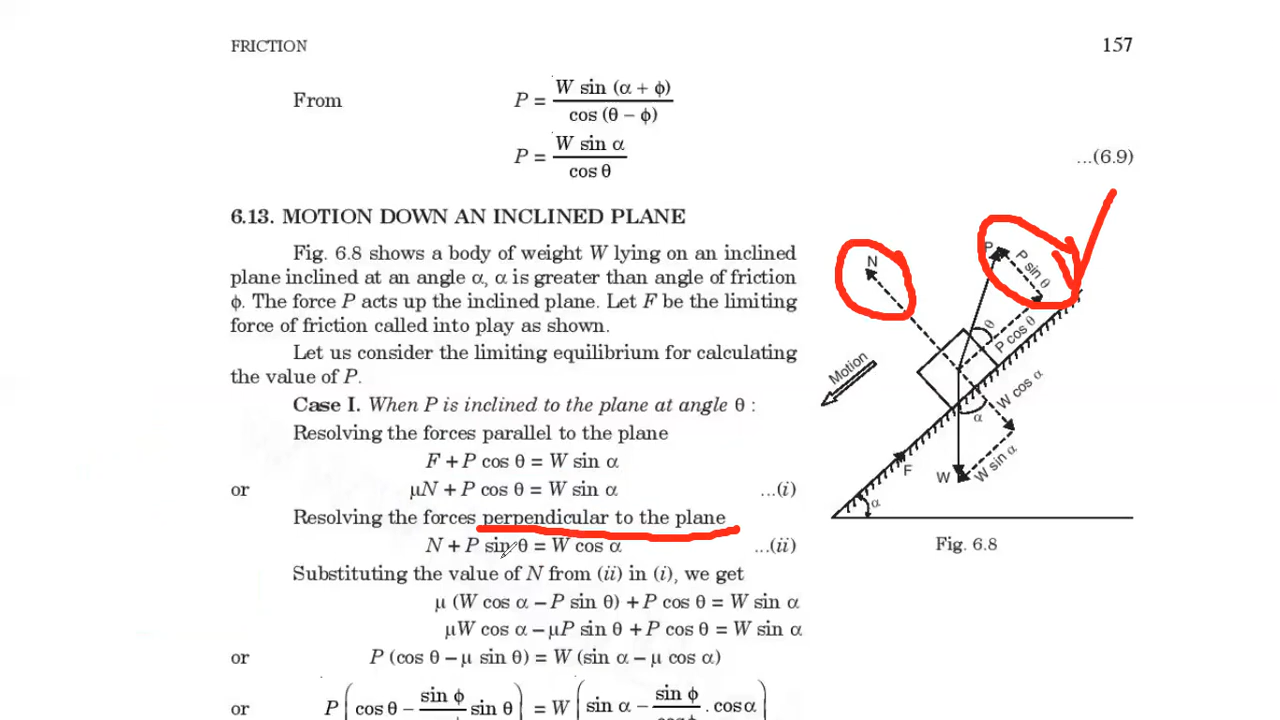 FRICTION 157
From P = W sin (α + ϕ) / cos (θ − ϕ)
P = W sin α / cos θ ...(6.9)
6.13. MOTION DOWN AN INCLINED PLANE
Fig. 6.8 shows a body of weight W lying on an inclined
plane inclined at an angle α, α is greater than angle of friction
ϕ. The force P acts up the inclined plane. Let F be the limiting
force of friction called into play as shown.
Let us consider the limiting equilibrium for calculating
the value of P.
Case I. When P is inclined to the plane at angle θ :
Resolving the forces parallel to the plane
F + P cos θ = W sin α
or μN + P cos θ = W sin α ...(i)
Resolving the forces perpendicular to the plane
N + P sin θ = W cos α ...(ii)
Substituting the value of N from (ii) in (i), we get
μ (W cos α − P sin θ) + P cos θ = W sin α
μW cos α − μP sin θ + P cos θ = W sin α
or P (cos θ − μ sin θ) = W (sin α − μ cos α)
or P ( cos θ − sin ϕ sin θ ) = W ( sin α − sin ϕ . cos α )
N
P
P sin θ
θ
P cos θ
Motion
W cos α
α
W sin α
W
F
α
Fig. 6.8